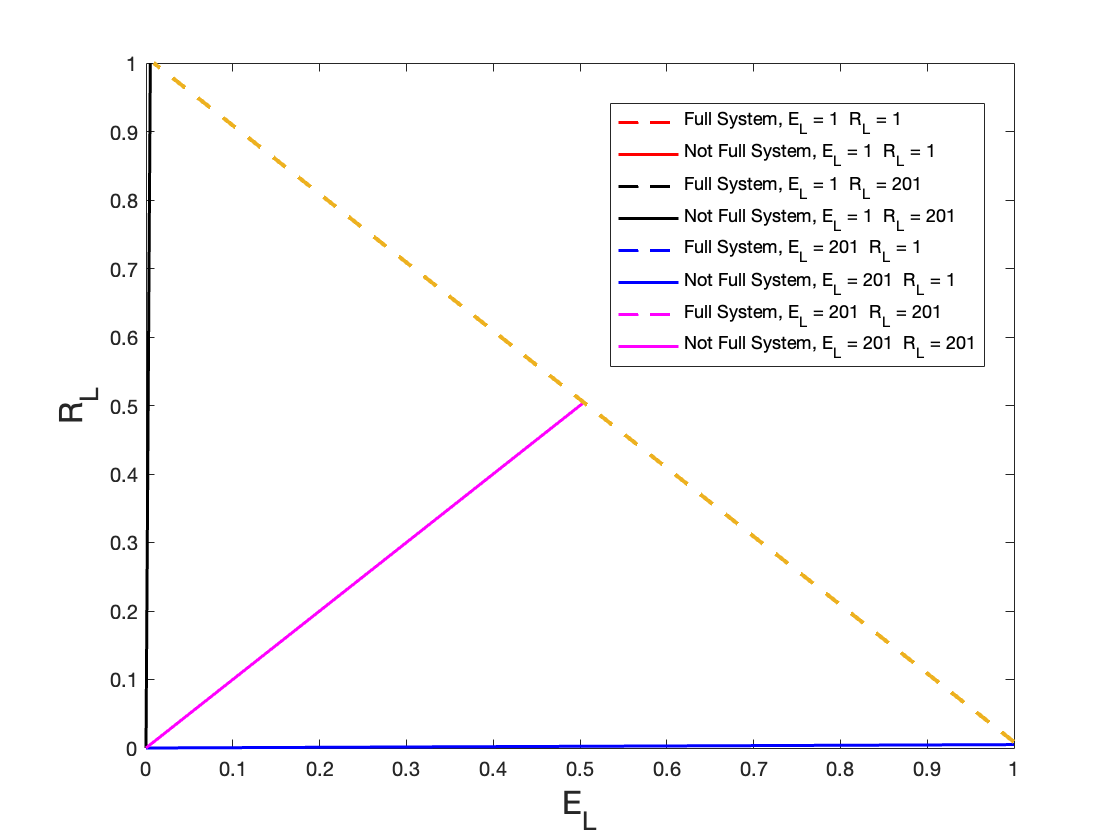 1
0.9
0.8
0.7
0.6
0.5
0.4
0.3
0.2
0.1
0
R_L
Full System, E_L = 1 R_L = 1
Not Full System, E_L = 1 R_L = 1
Full System, E_L = 1 R_L = 201
Not Full System, E_L = 1 R_L = 201
Full System, E_L = 201 R_L = 1
Not Full System, E_L = 201 R_L = 1
Full System, E_L = 201 R_L = 201
Not Full System, E_L = 201 R_L = 201
0 0.1 0.2 0.3 0.4 0.5 0.6 0.7 0.8 0.9 1
E_L